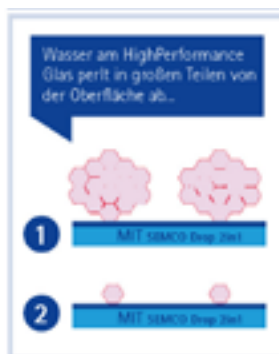 Wasser am HighPerformance
Glas perlt in großen Teilen von
der Oberfläche ab...
1
MIT SEMCO Drop 2in1
2
MIT SEMCO Drop 2in1